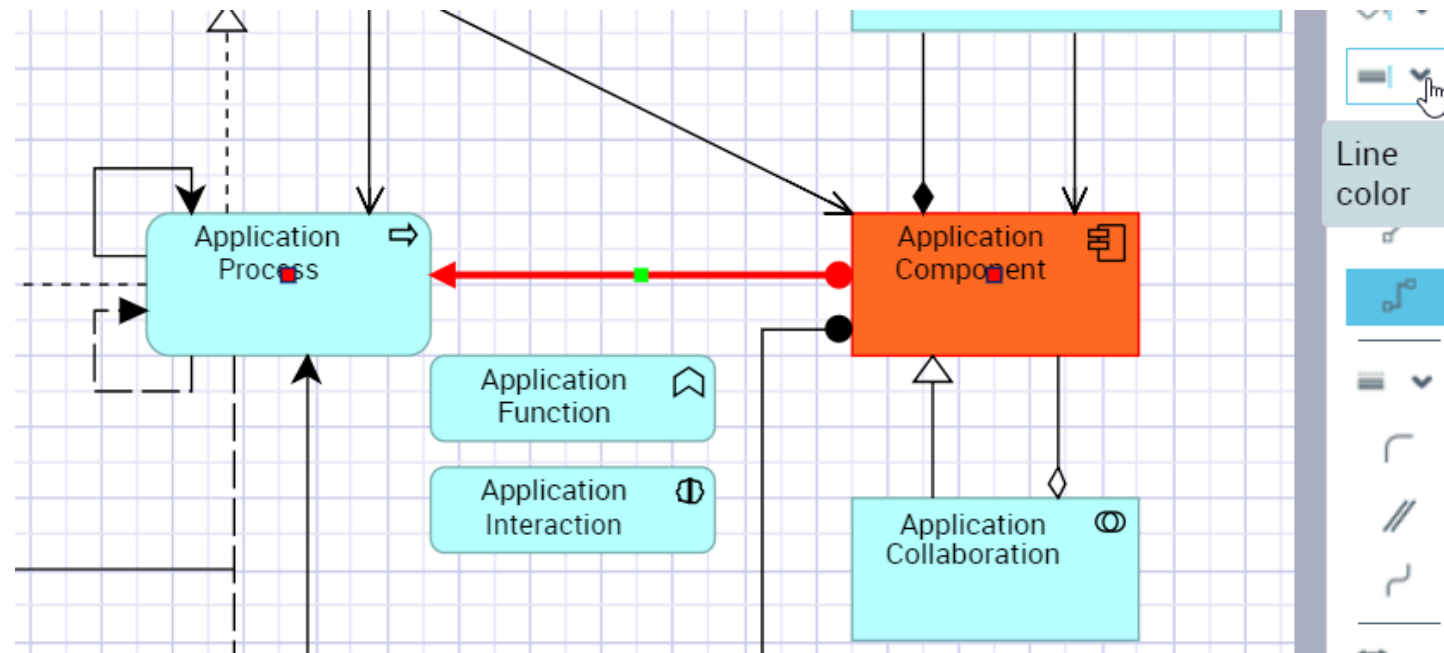 Application
Process
Application
Component
Line
color
Application
Function
Application
Interaction
Application
Collaboration